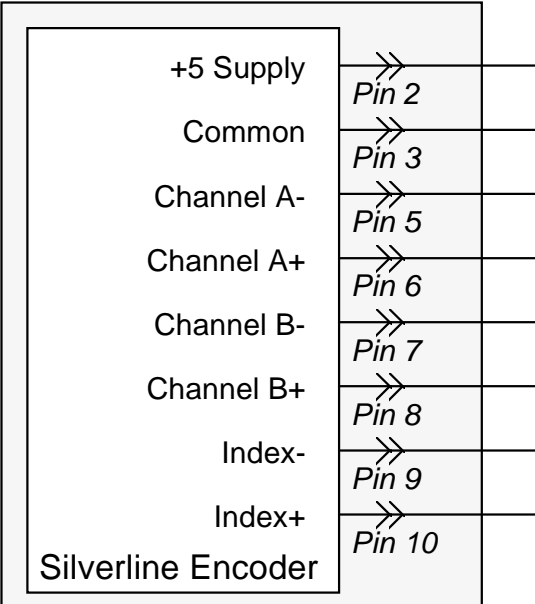 +5 Supply
Pin 2
Common
Pin 3
Channel A-
Pin 5
Channel A+
Pin 6
Channel B-
Pin 7
Channel B+
Pin 8
Index-
Pin 9
Index+
Pin 10
Silverline Encoder